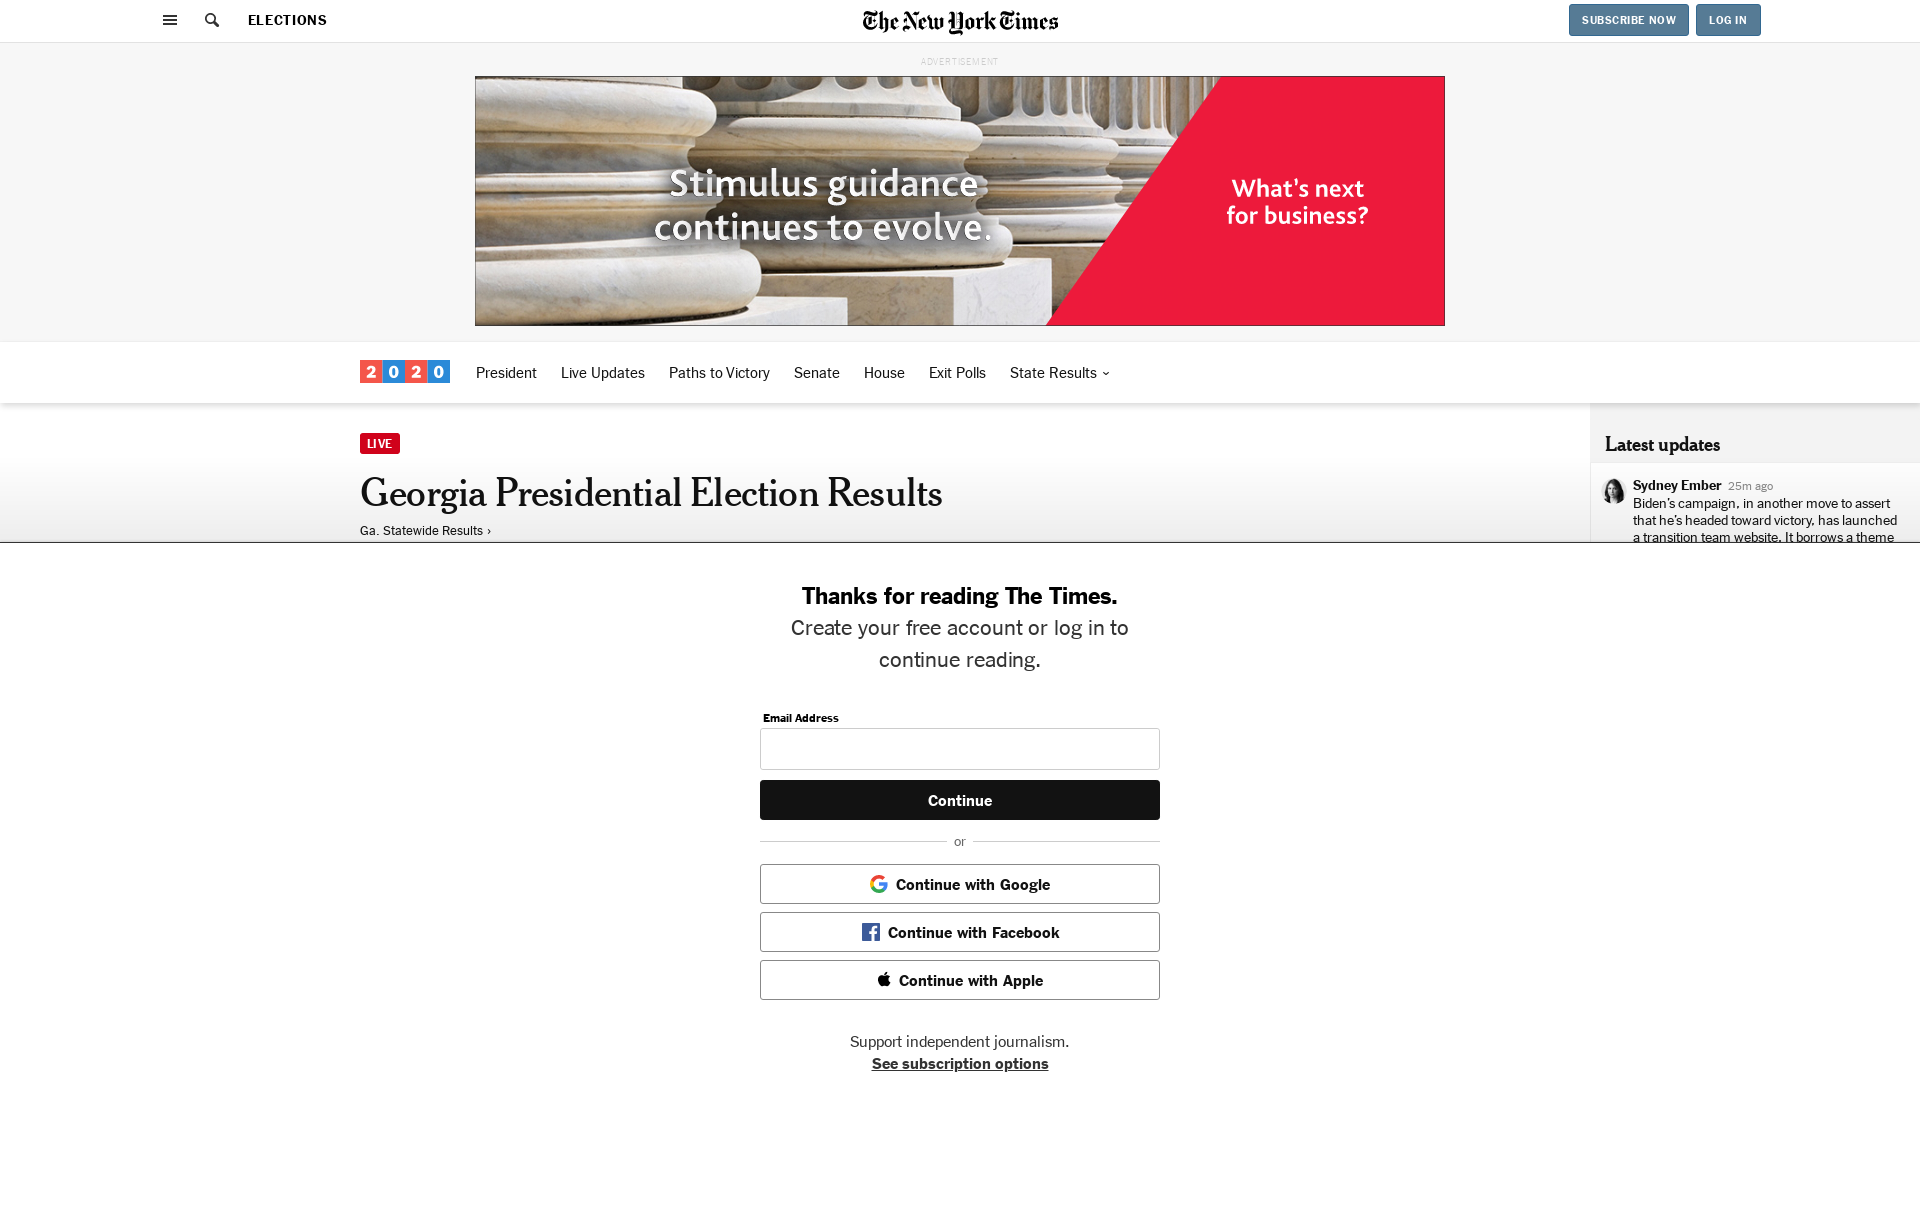 ELECTIONS
The New York Times
SUBSCRIBE NOW
LOG IN
ADVERTISEMENT
Stimulus guidance
continues to evolve.
What's next
for business?
2020
President
Live Updates
Paths to Victory
Senate
House
Exit Polls
State Results
LIVE
Georgia Presidential Election Results
Ga. Statewide Results ›
Latest updates
Sydney Ember 25m ago
Biden's campaign, in another move to assert
that he's headed toward victory, has launched
a transition team website. It borrows a theme
Thanks for reading The Times.
Create your free account or log in to
continue reading.
Email Address
Continue
or
Continue with Google
Continue with Facebook
Continue with Apple
Support independent journalism.
See subscription options